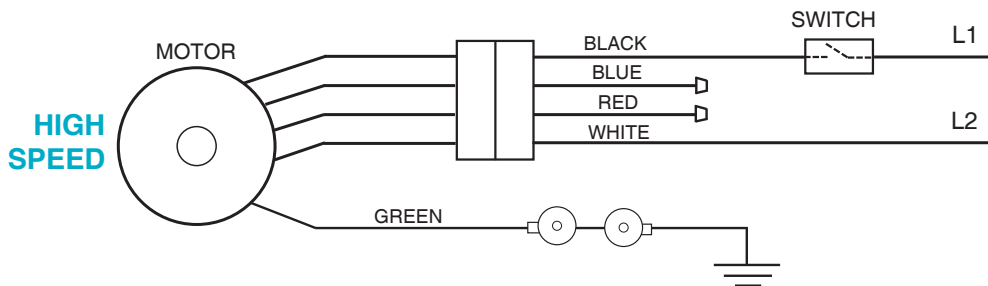 SWITCH
L1
MOTOR
BLACK
BLUE
HIGH
SPEED
RED
WHITE
L2
GREEN